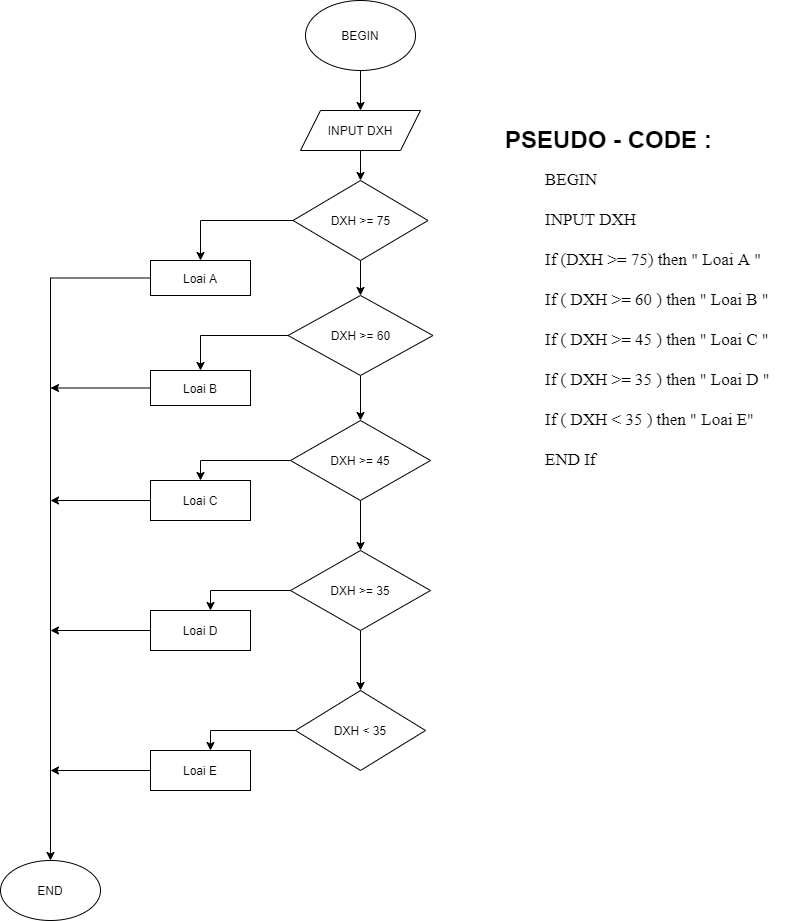 BEGIN
INPUT DXH
DXH >= 75
Loai A
DXH >= 60
Loai B
DXH >= 45
Loai C
DXH >= 35
Loai D
DXH < 35
Loai E
END
PSEUDO - CODE :
BEGIN
INPUT DXH
If (DXH >= 75) then " Loai A "
If ( DXH >= 60 ) then " Loai B "
If ( DXH >= 45 ) then " Loai C "
If ( DXH >= 35 ) then " Loai D "
If ( DXH < 35 ) then " Loai E"
END If